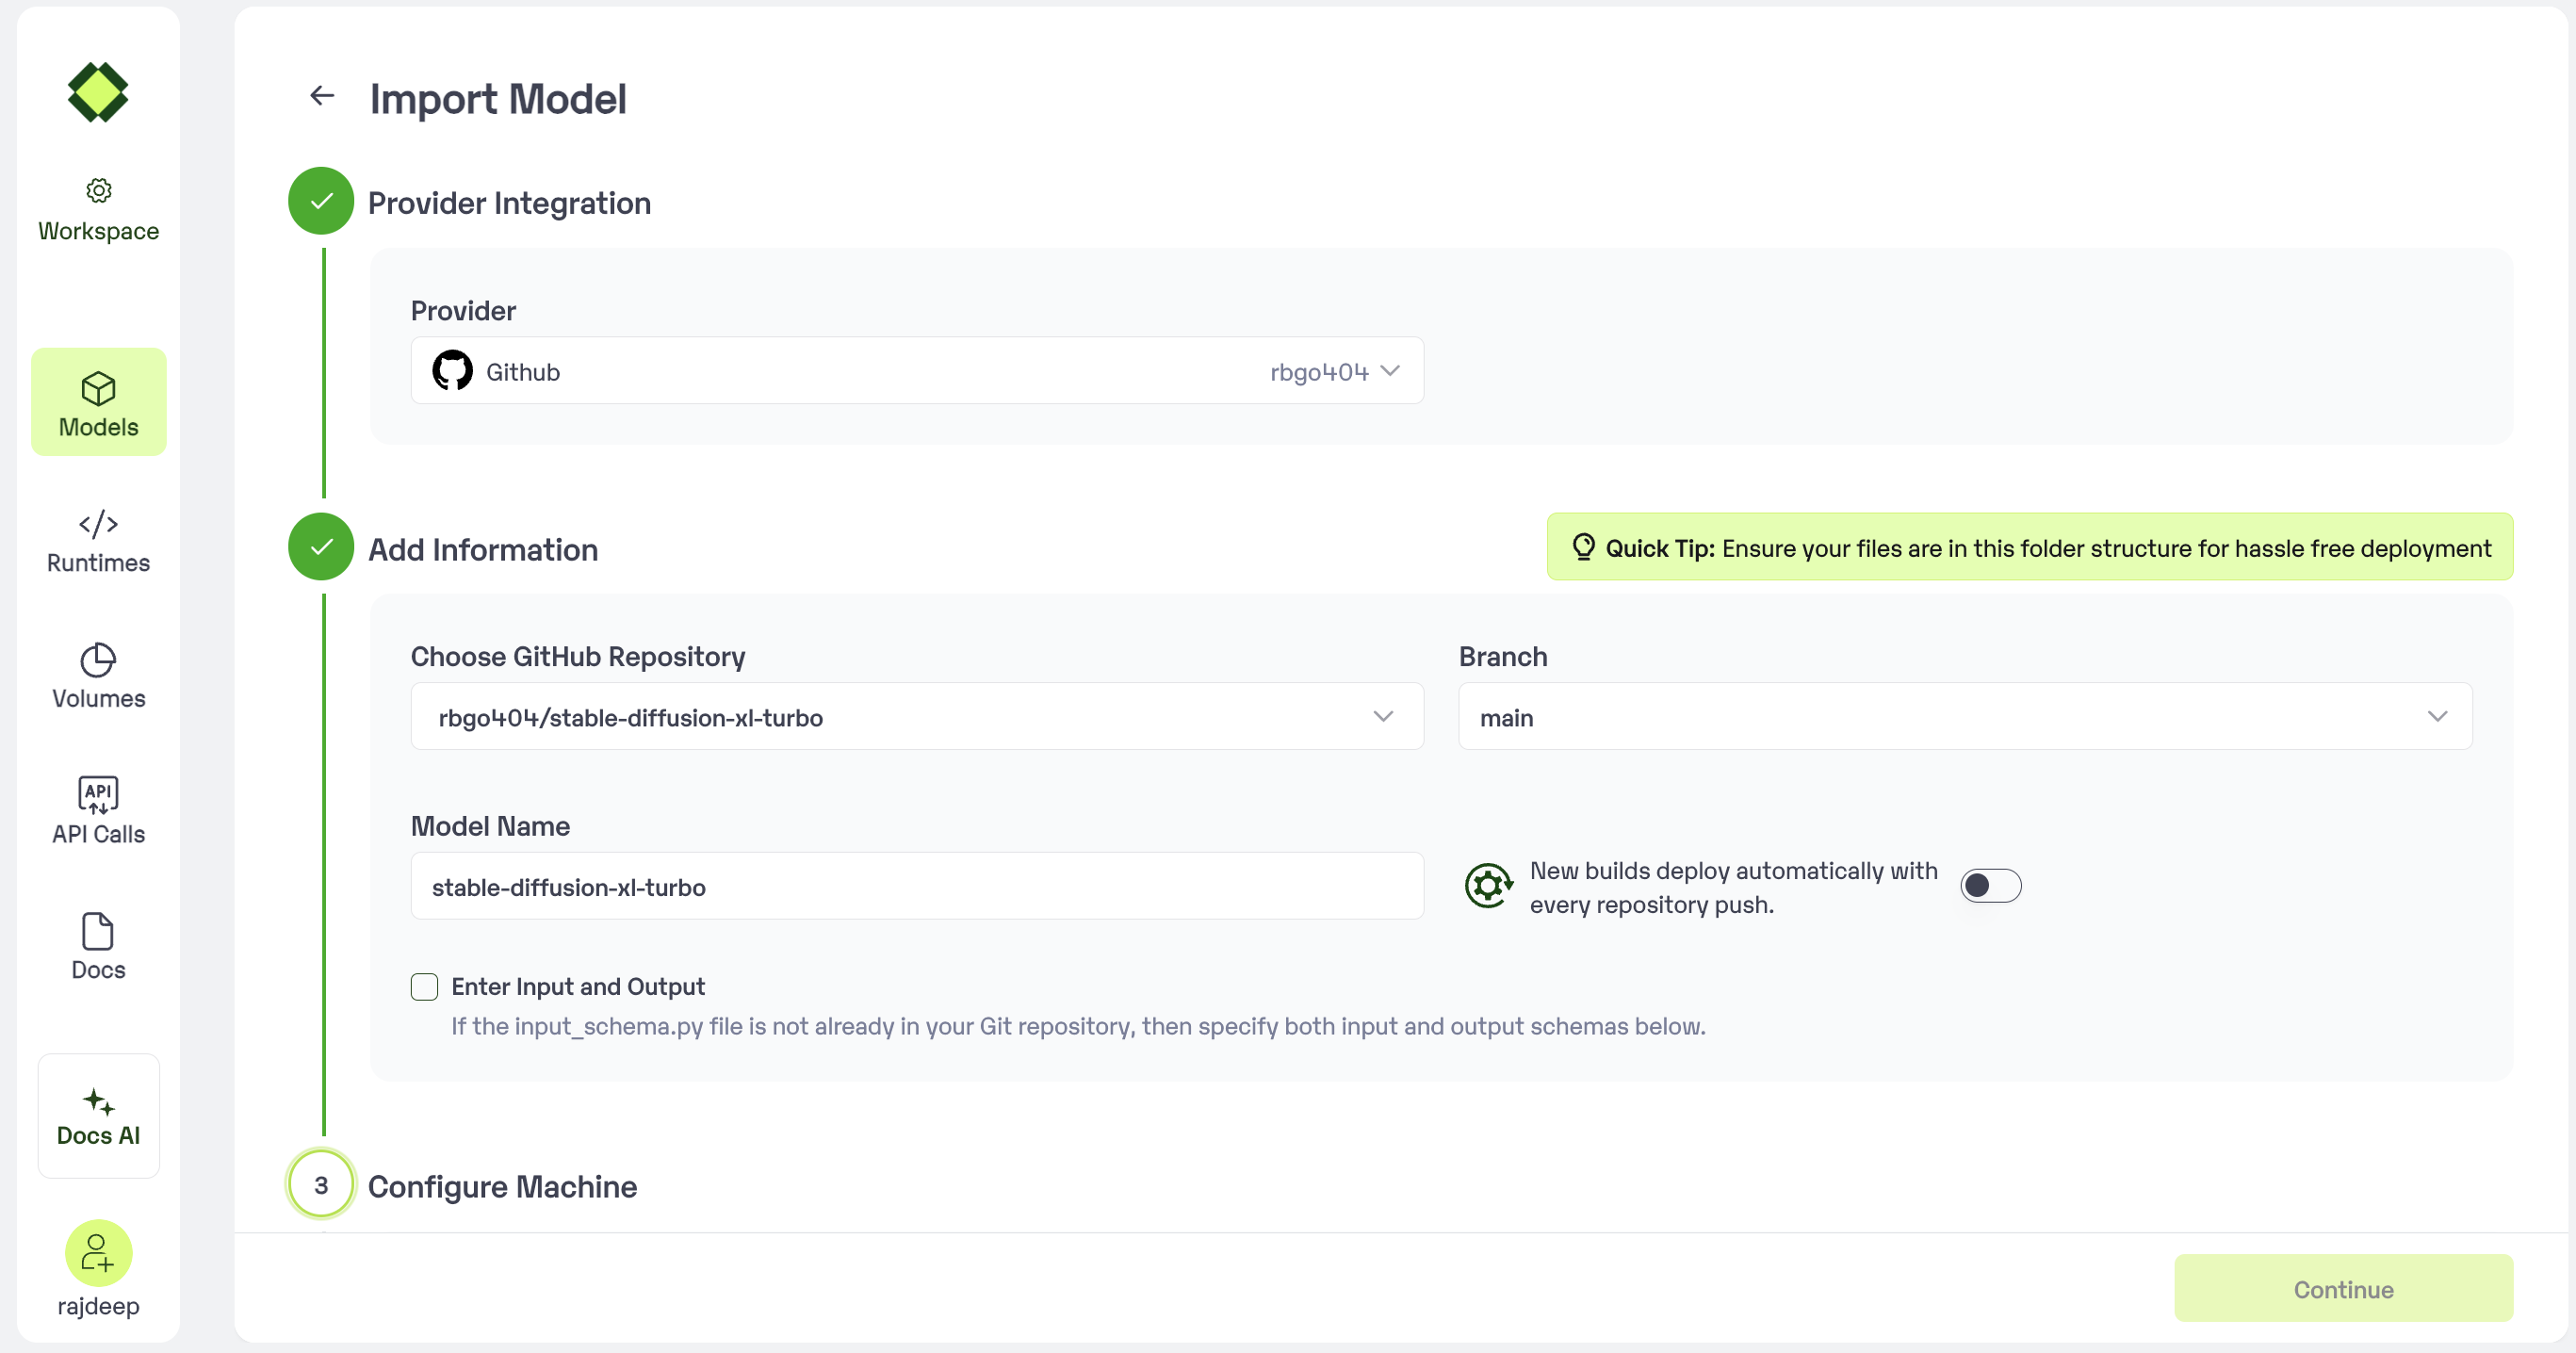 Workspace
Models
Runtimes
Volumes
API
API Calls
Docs
Docs AI
rajdeep
Import Model
Provider Integration
Provider
Github
rbgo404
Add Information
Quick Tip: Ensure your files are in this folder structure for hassle free deployment
Choose GitHub Repository
Branch
rbgo404/stable-diffusion-xl-turbo
main
Model Name
stable-diffusion-xl-turbo
New builds deploy automatically with
every repository push.
Enter Input and Output
If the input_schema.py file is not already in your Git repository, then specify both input and output schemas below.
3
Configure Machine
Continue